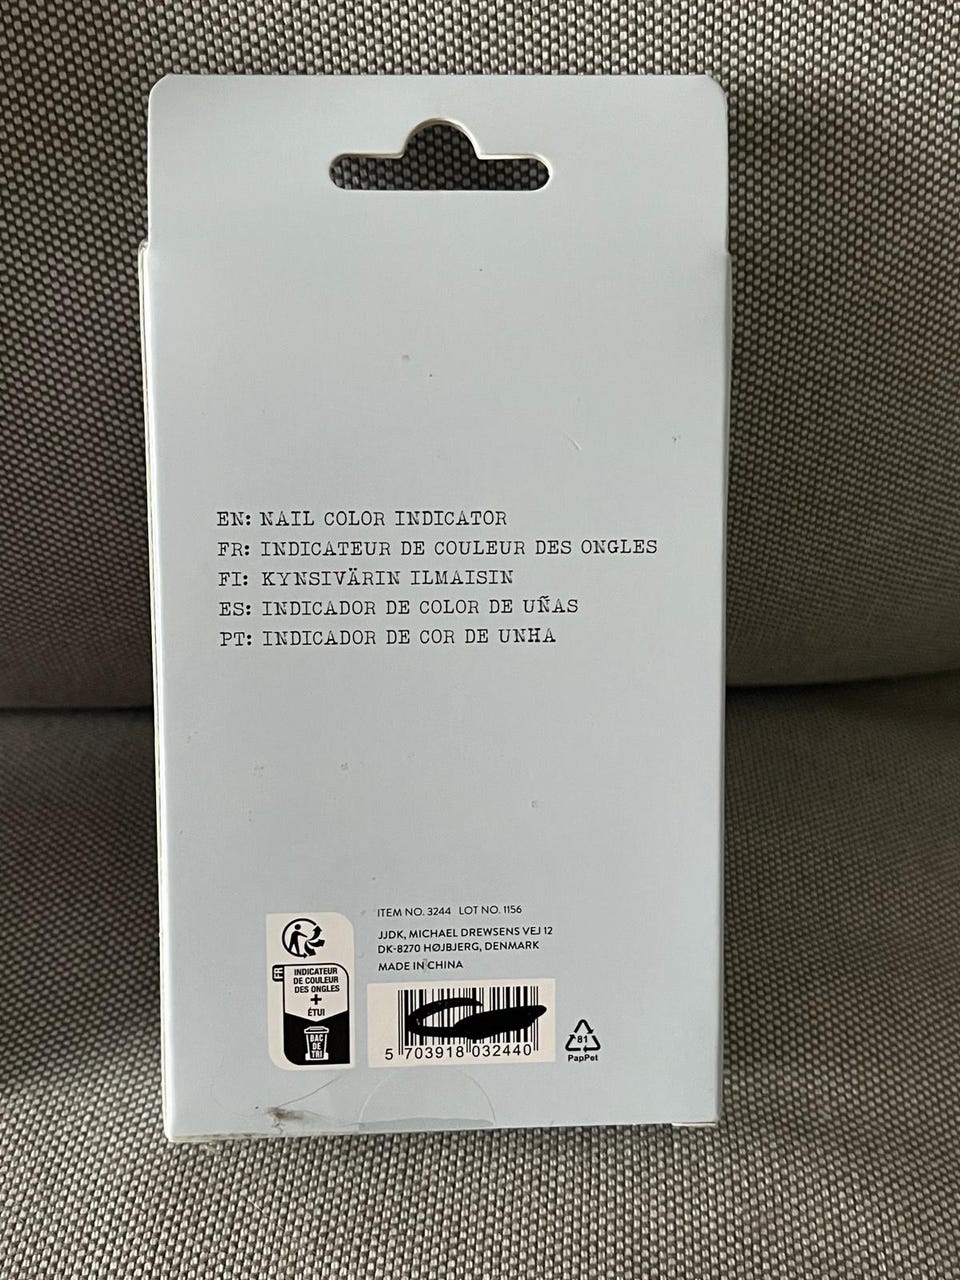 EN: NAIL COLOR INDICATOR
FR: INDICATEUR DE COULEUR DES ONGLES
FI: KYNSIVÄRIN ILMAISIN
ES: INDICADOR DE COLOR DE UÑAS
PT: INDICADOR DE COR DE UNHA
ITEM NO. 3244 LOT NO. 1156
JJDK, MICHAEL DREWSENS VEJ 12
DK-8270 HØJBJERG, DENMARK
MADE IN CHINA
FR
INDICATEUR
DE COULEUR
DES ONGLES
+
ÉTUI
BAC
DE
TRI
5 703918 032440
81
PapPet